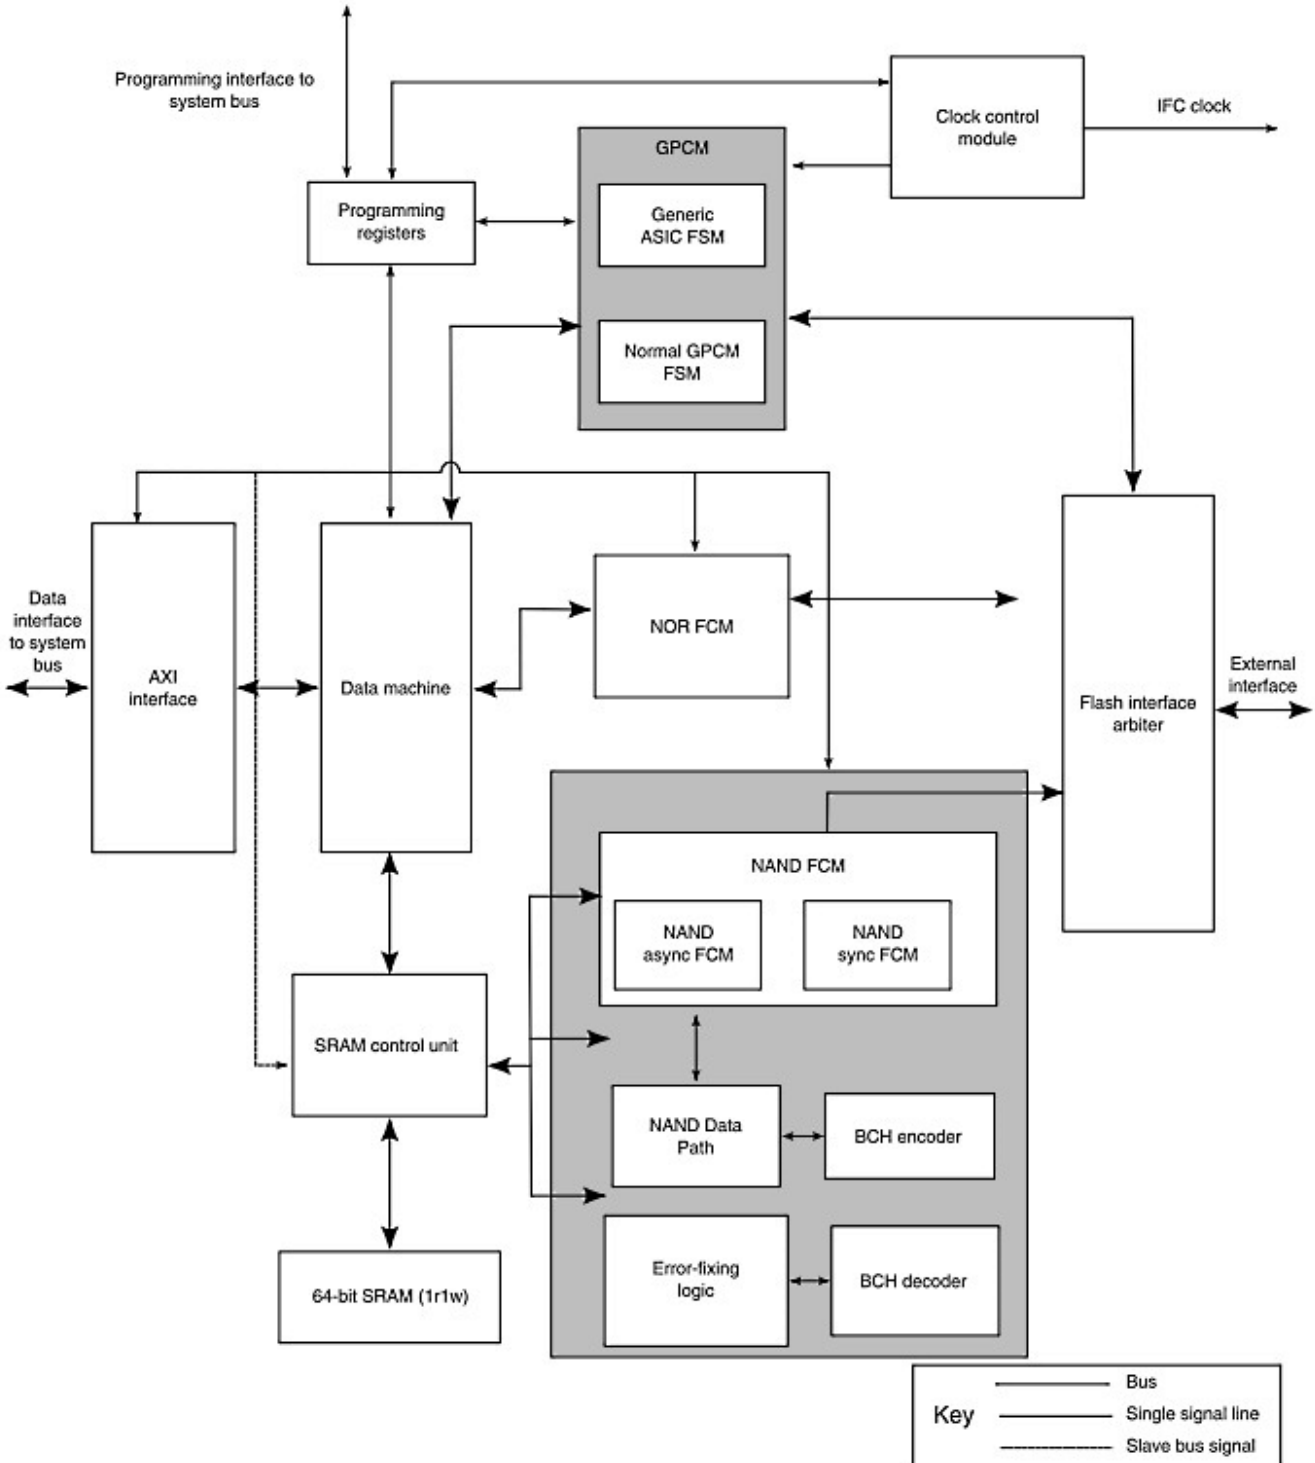 Programming interface to
system bus
Clock control
module
IFC clock
GPCM
Programming
registers
Generic
ASIC FSM
Normal GPCM
FSM
Data
interface
to system
bus
AXI
interface
Data machine
NOR FCM
External
interface
Flash interface
arbiter
NAND FCM
NAND
async FCM
NAND
sync FCM
SRAM control unit
NAND Data
Path
BCH encoder
Error-fixing
logic
BCH decoder
64-bit SRAM (1r1w)
Key
Bus
Single signal line
Slave bus signal